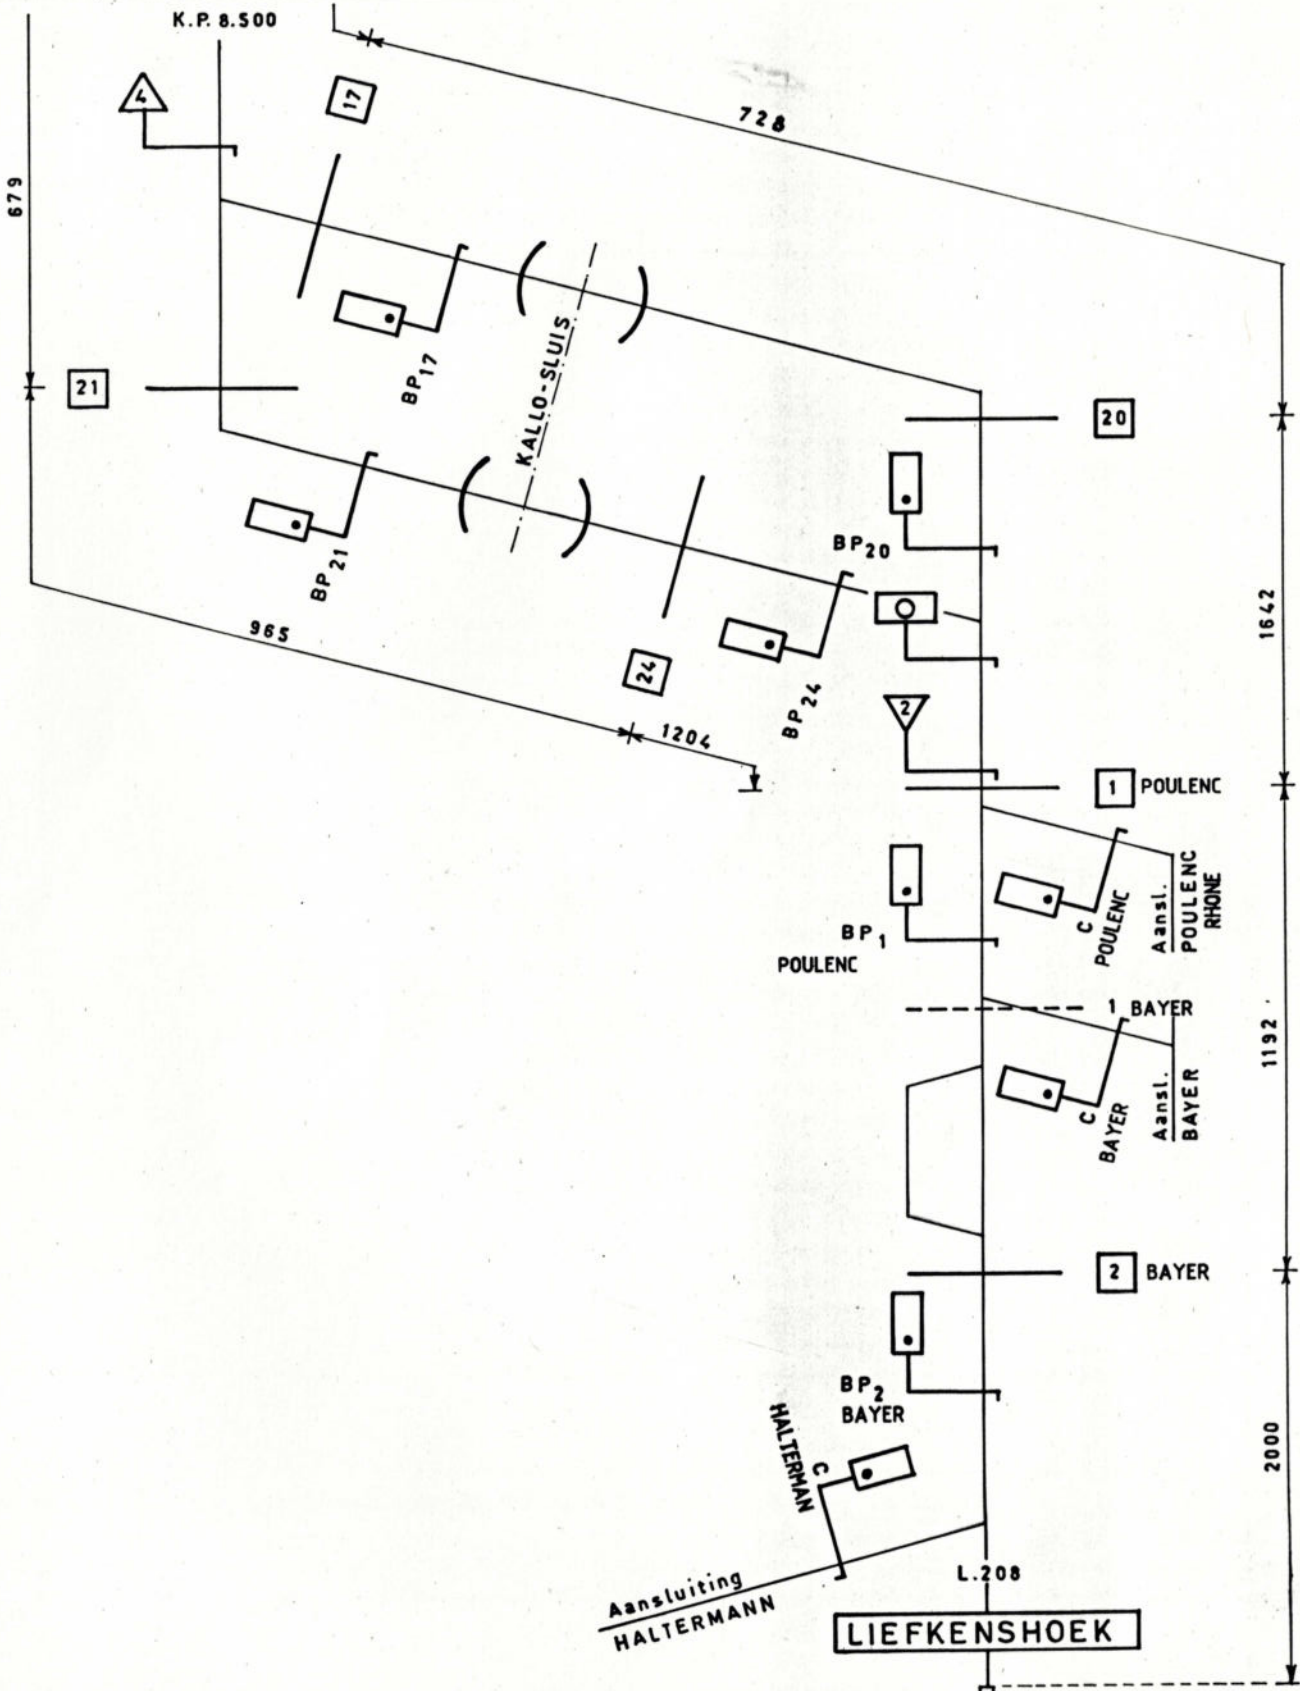 K.P. 8.500
4
17
728
679
BP17
KALLO-SLUIS
21
20
BP20
BP21
1642
965
24
BP24
1204
2
1 POULENC
C
POULENC
Aansl.
POULENC
RHONE
BP1
POULENC
1 BAYER
1192
C
BAYER
Aansl.
BAYER
2 BAYER
BP2
BAYER
HALTERMAN
C
2000
L.208
Aansluiting
HALTERMANN
LIEFKENSHOEK